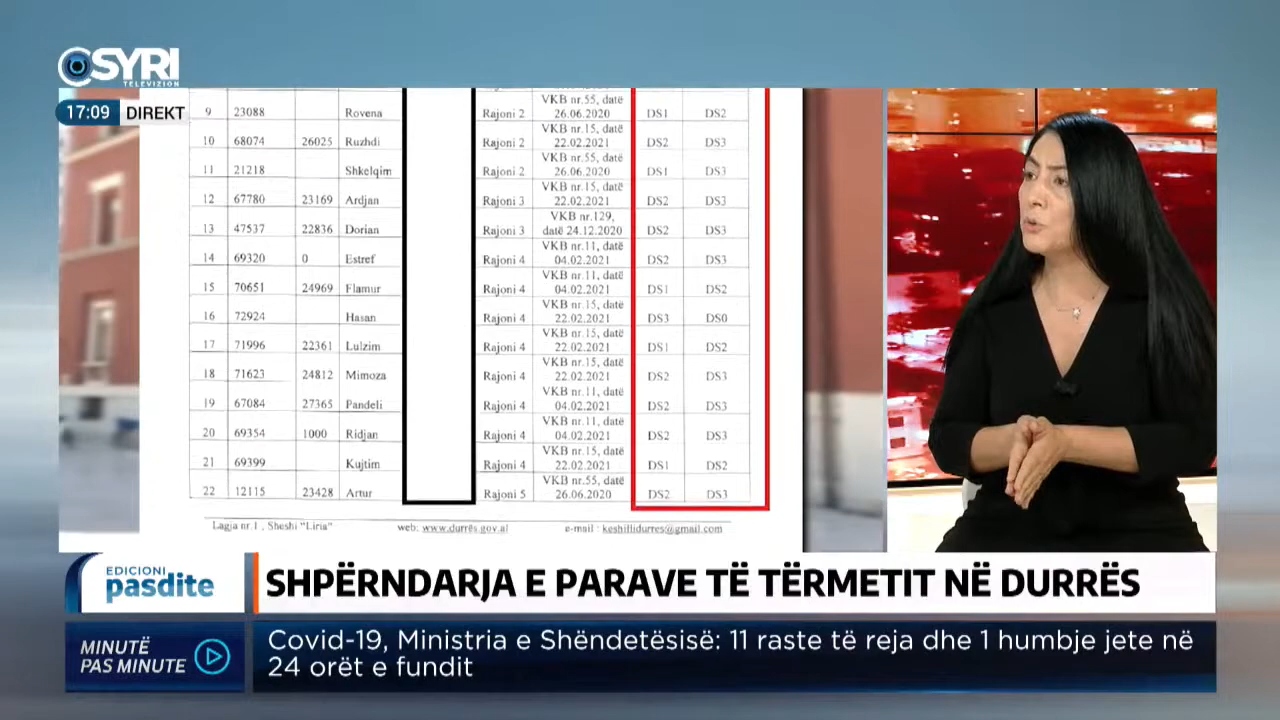 SYRI
TELEVIZION
17:09 DIREKT
9 23088 Rovena Rajoni 2 VKB nr.55, datë 26.06.2020 DS1 DS2
10 68074 26025 Ruzhdi Rajoni 2 VKB nr.15, datë 22.02.2021 DS2 DS3
11 21218 Shkelqim Rajoni 2 VKB nr.55, datë 26.06.2020 DS1 DS3
12 67780 23169 Ardjan Rajoni 3 VKB nr.15, datë 22.02.2021 DS2 DS3
13 47537 22836 Dorian Rajoni 3 VKB nr.129, datë 24.12.2020 DS2 DS3
14 69320 0 Estref Rajoni 4 VKB nr.11, datë 04.02.2021 DS2 DS3
15 70651 24969 Flamur Rajoni 4 VKB nr.11, datë 04.02.2021 DS1 DS2
16 72924 Hasan Rajoni 4 VKB nr.15, datë 22.02.2021 DS3 DS0
17 71996 22361 Lulzim Rajoni 4 VKB nr.15, datë 22.02.2021 DS1 DS2
18 71623 24812 Mimoza Rajoni 4 VKB nr.15, datë 22.02.2021 DS2 DS3
19 67084 27365 Pandeli Rajoni 4 VKB nr.11, datë 04.02.2021 DS2 DS3
20 69354 1000 Ridjan Rajoni 4 VKB nr.11, datë 04.02.2021 DS2 DS3
21 69399 Kujtim Rajoni 4 VKB nr.15, datë 22.02.2021 DS1 DS2
22 12115 23428 Artur Rajoni 5 VKB nr.55, datë 26.06.2020 DS2 DS3
Lagja nr.1 , Sheshi "Liria" web: www.durrës.gov.al e-mail : keshillidurres@gmail.com
EDICIONI
pasdite
SHPËRNDARJA E PARAVE TË TËRMETIT NË DURRËS
MINUTË
PAS MINUTE
Covid-19, Ministria e Shëndetësisë: 11 raste të reja dhe 1 humbje jete në
24 orët e fundit